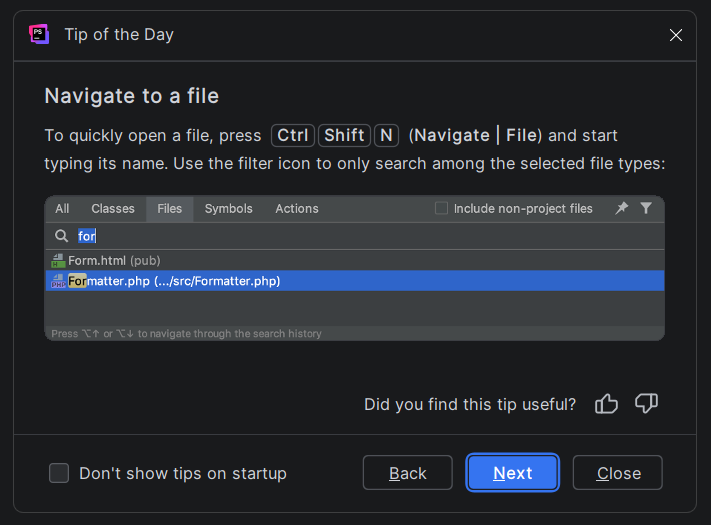 PS
Tip of the Day
Navigate to a file
To quickly open a file, press Ctrl Shift N (Navigate | File) and start
typing its name. Use the filter icon to only search among the selected file types:
All Classes Files Symbols Actions Include non-project files
for
Form.html (pub)
Formatter.php (.../src/Formatter.php)
Press ⌥↑ or ⌥↓ to navigate through the search history
Did you find this tip useful?
Don't show tips on startup Back Next Close